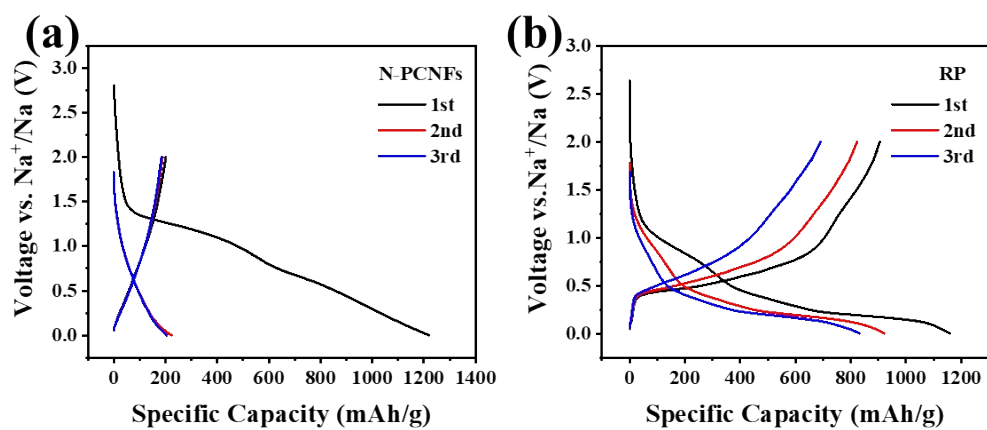 (a)
N-PCNFs
1st
2nd
3rd
Voltage vs. Na⁺/Na (V)
3.0
2.5
2.0
1.5
1.0
0.5
0.0
0 200 400 600 800 1000 1200 1400
Specific Capacity (mAh/g)
(b)
RP
1st
2nd
3rd
Voltage vs.Na⁺/Na (V)
3.0
2.5
2.0
1.5
1.0
0.5
0.0
0 200 400 600 800 1000 1200
Specific Capacity (mAh/g)